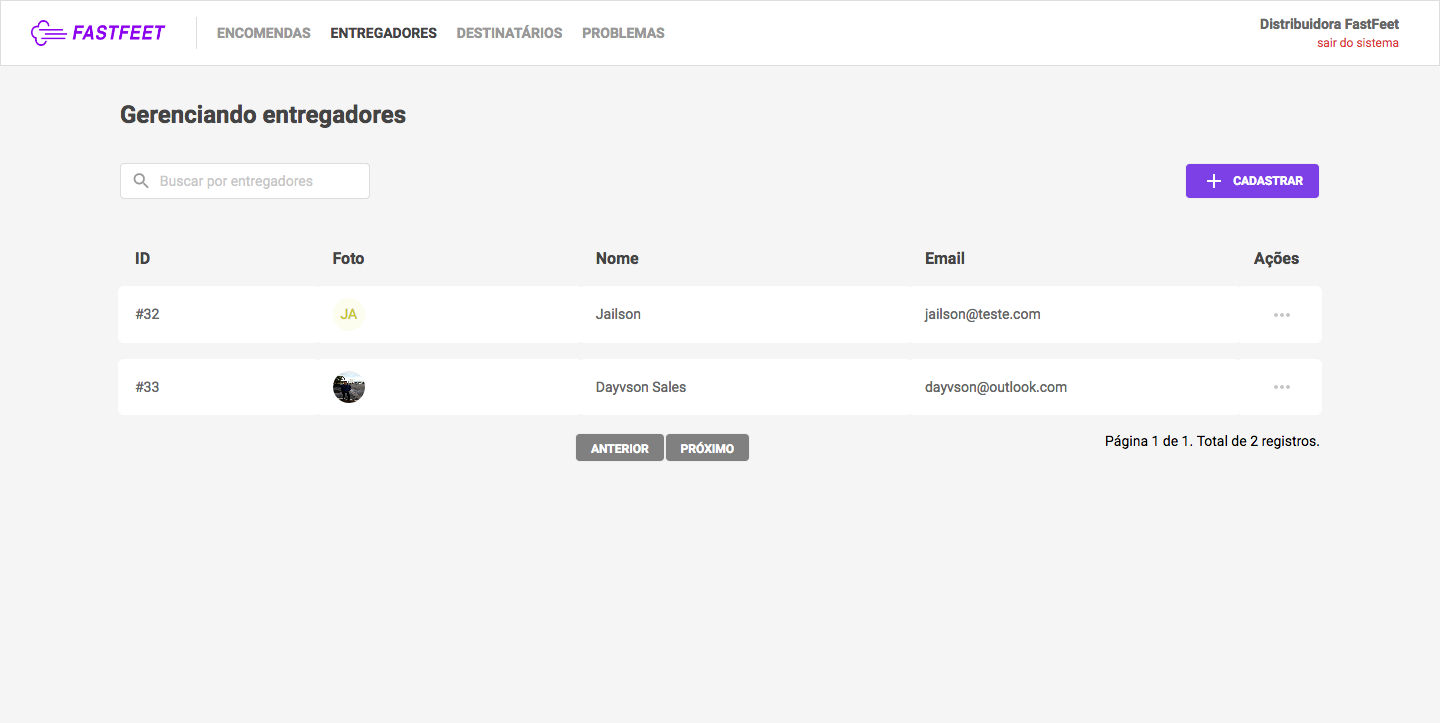 FASTFEET ENCOMENDAS ENTREGADORES DESTINATÁRIOS PROBLEMAS Distribuidora FastFeet
sair do sistema
Gerenciando entregadores
Buscar por entregadores + CADASTRAR
ID Foto Nome Email Ações
#32 JA Jailson jailson@teste.com
#33 Dayvson Sales dayvson@outlook.com
ANTERIOR PRÓXIMO Página 1 de 1. Total de 2 registros.